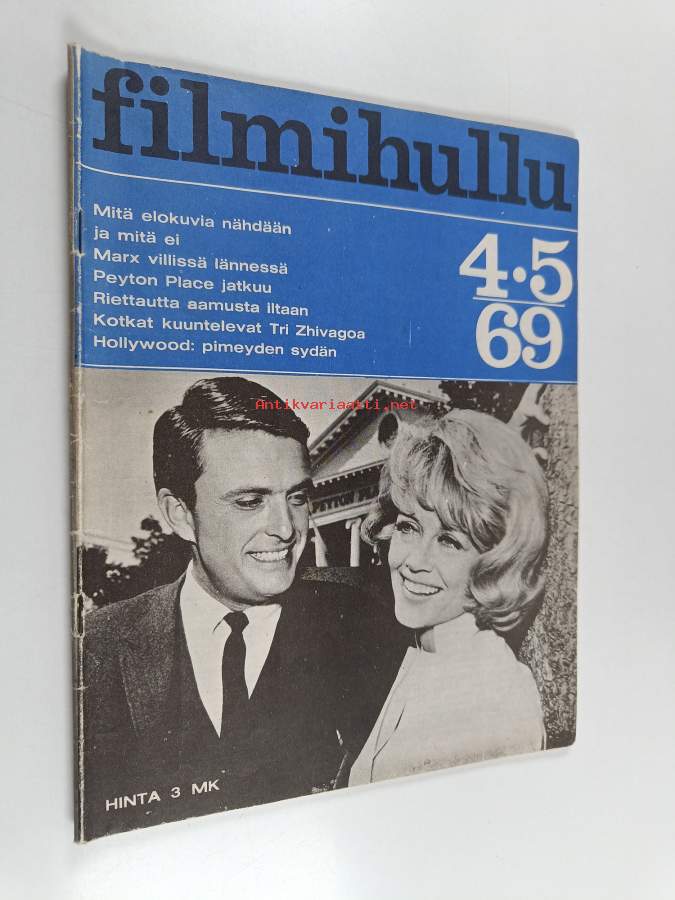 filmihullu
Mitä elokuvia nähdään
ja mitä ei
Marx villissä lännessä
Peyton Place jatkuu
Riettautta aamusta iltaan
Kotkat kuuntelevat Tri Zhivagoa
Hollywood: pimeyden sydän
4·5
69
Antikvariaatti.net
PEYTON
HINTA 3 MK